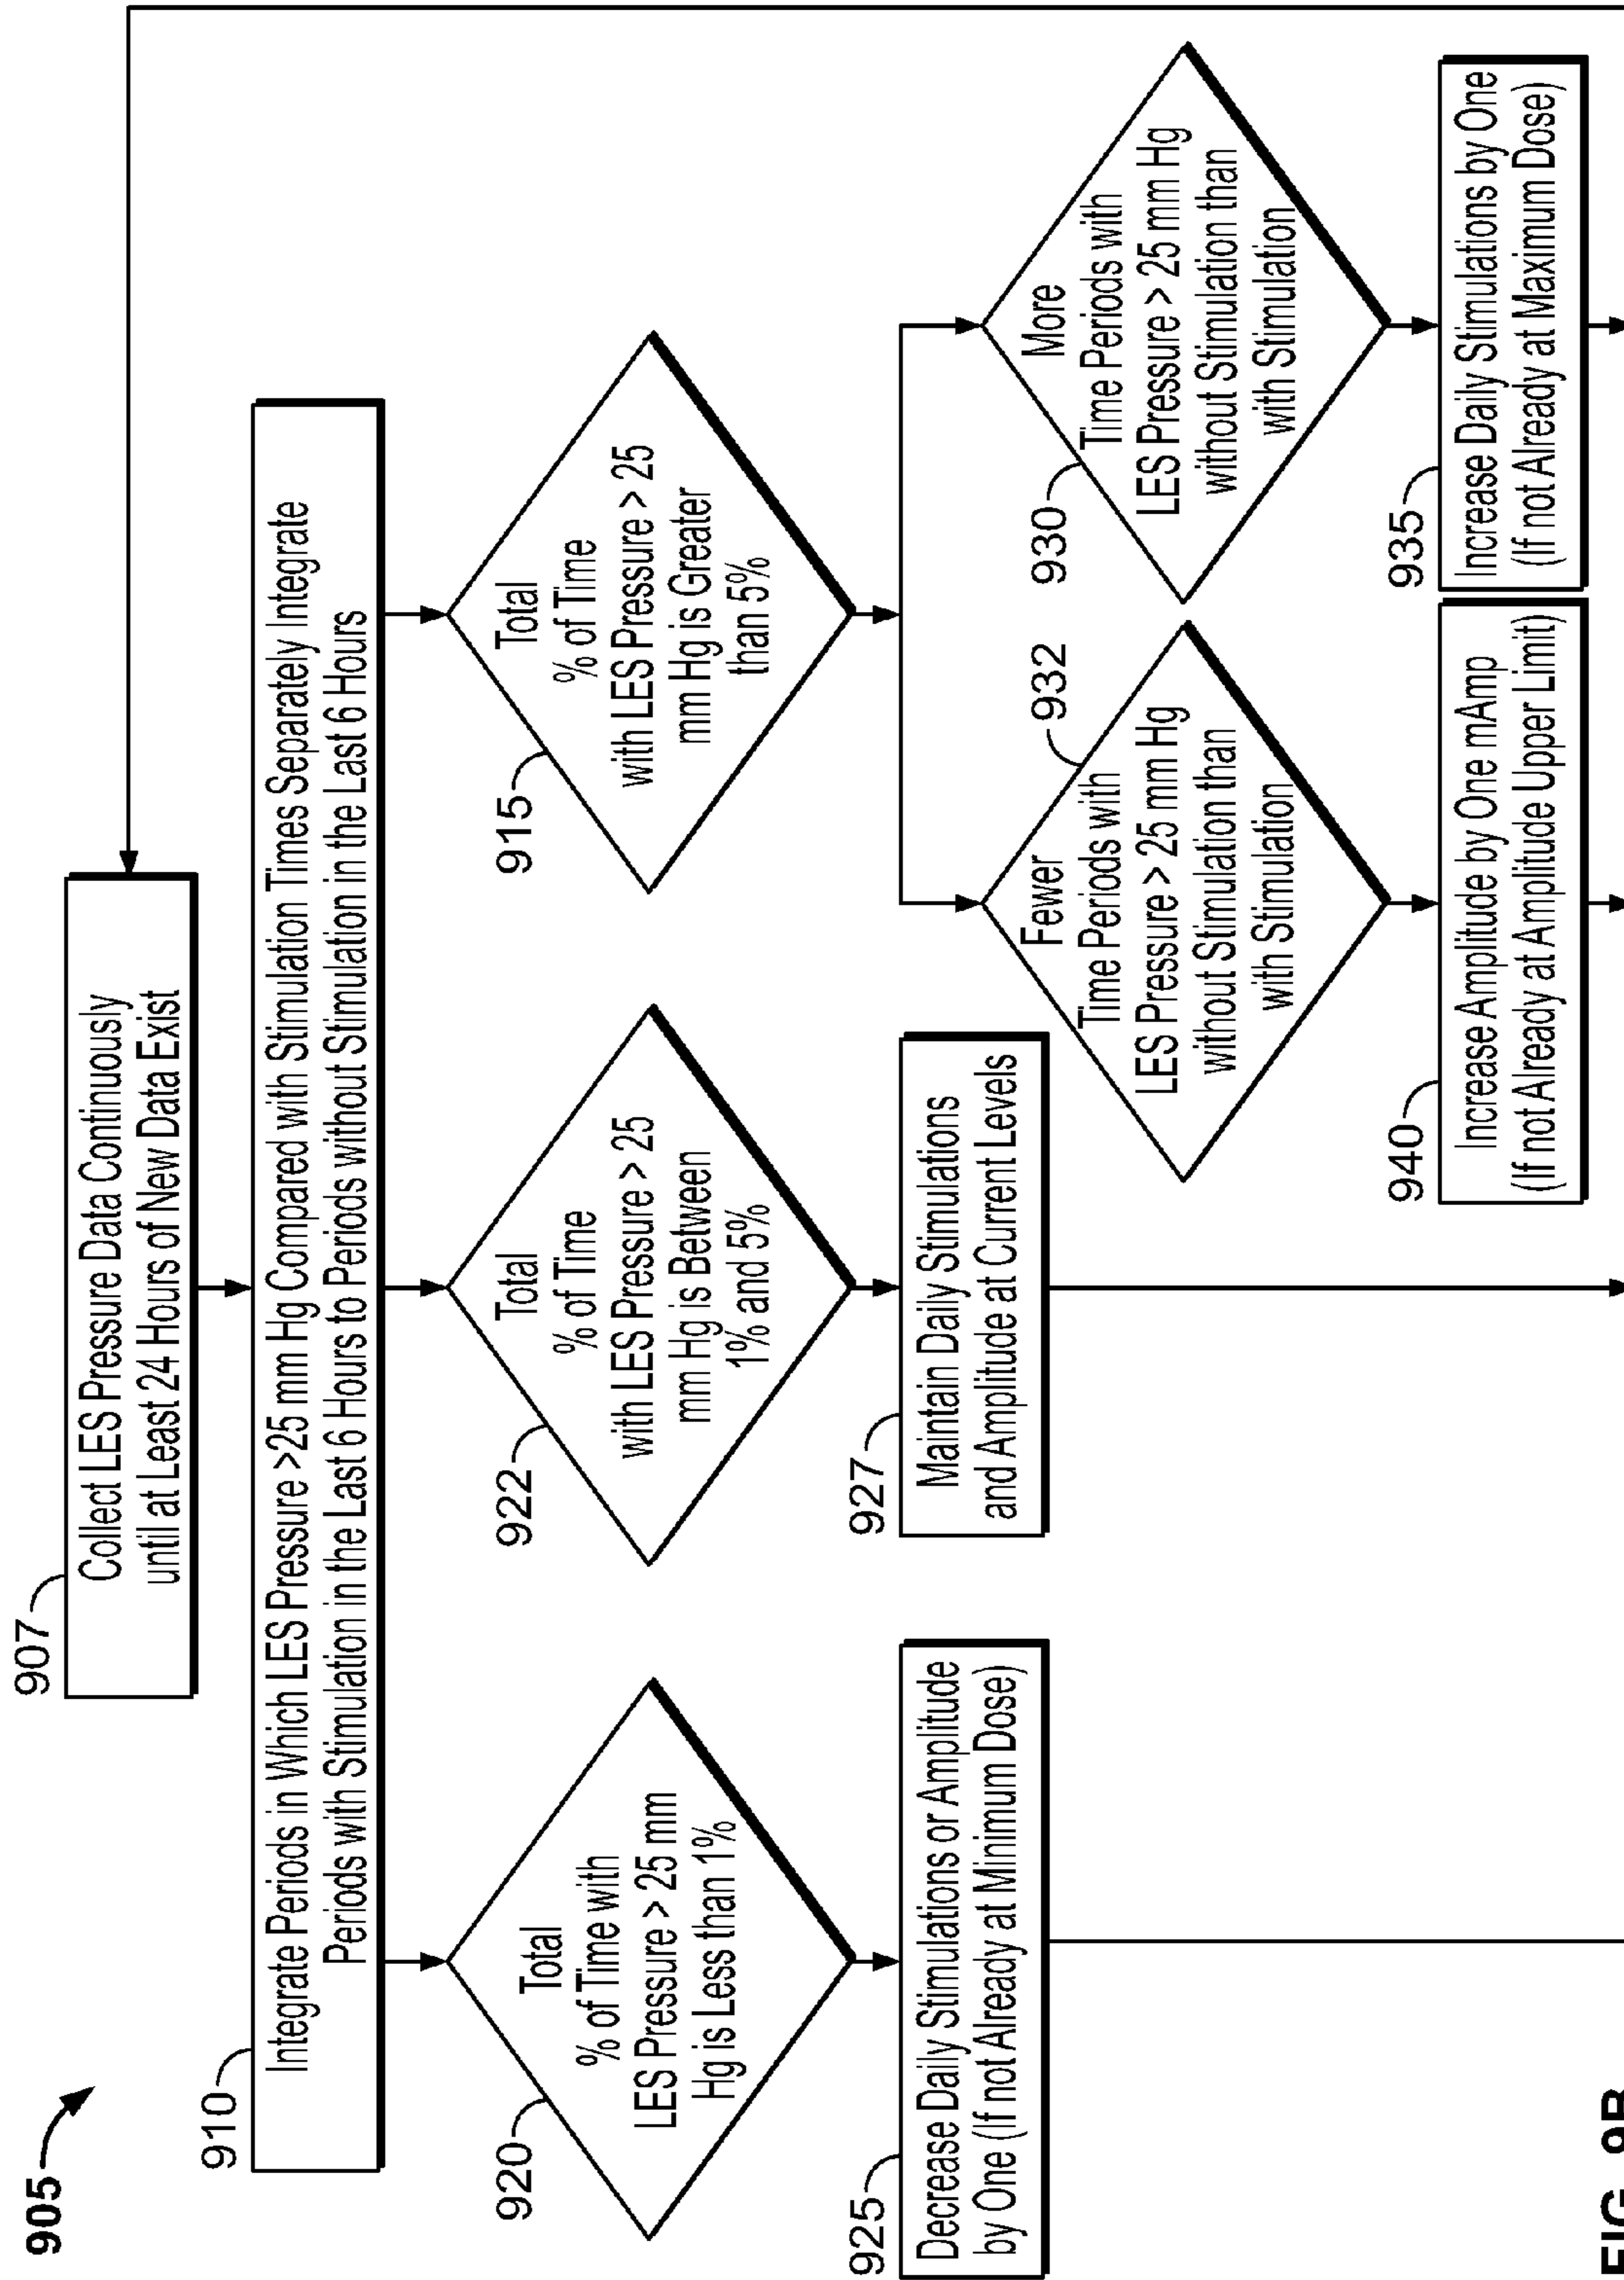 905
907
Collect LES Pressure Data Continuously
until at Least 24 Hours of New Data Exist
910
Integrate Periods in Which LES Pressure >25 mm Hg Compared with Stimulation Times Separately Integrate
Periods with Stimulation in the Last 6 Hours to Periods without Stimulation in the Last 6 Hours
920
Total
% of Time with
LES Pressure > 25 mm
Hg is Less than 1%
922
Total
% of Time
with LES Pressure > 25
mm Hg is Between
1% and 5%
915
Total
% of Time
with LES Pressure > 25
mm Hg is Greater
than 5%
925
Decrease Daily Stimulations or Amplitude
by One (If not Already at Minimum Dose)
927
Maintain Daily Stimulations
and Amplitude at Current Levels
932
Fewer
Time Periods with
LES Pressure > 25 mm Hg
without Stimulation than
with Stimulation
930
More
Time Periods with
LES Pressure > 25 mm Hg
without Stimulation than
with Stimulation
940
Increase Amplitude by One mAmp
(If not Already at Amplitude Upper Limit)
935
Increase Daily Stimulations by One
(If not Already at Maximum Dose)
FIG. 9B